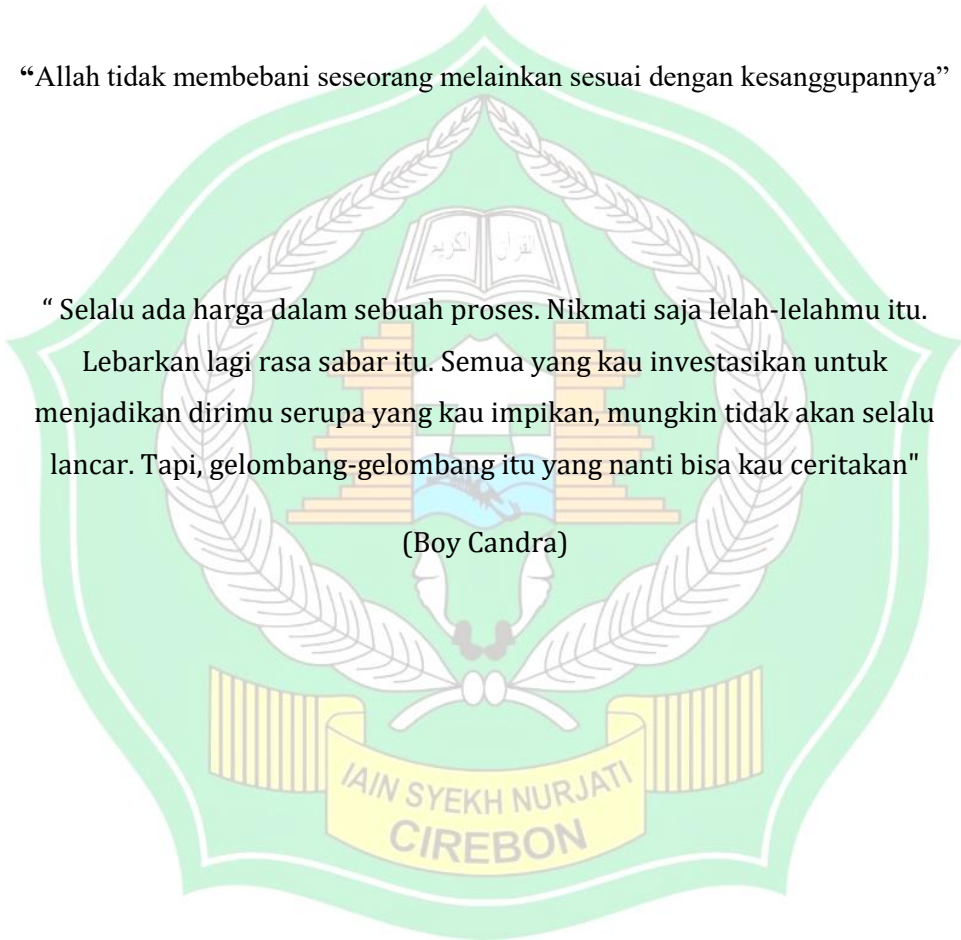 “Allah tidak membebani seseorang melainkan sesuai dengan kesanggupannya”
القرآن الكريم
“ Selalu ada harga dalam sebuah proses. Nikmati saja lelah-lelahmu itu.
Lebarkan lagi rasa sabar itu. Semua yang kau investasikan untuk
menjadikan dirimu serupa yang kau impikan, mungkin tidak akan selalu
lancar. Tapi, gelombang-gelombang itu yang nanti bisa kau ceritakan"
(Boy Candra)
IAIN SYEKH NURJATI
CIREBON